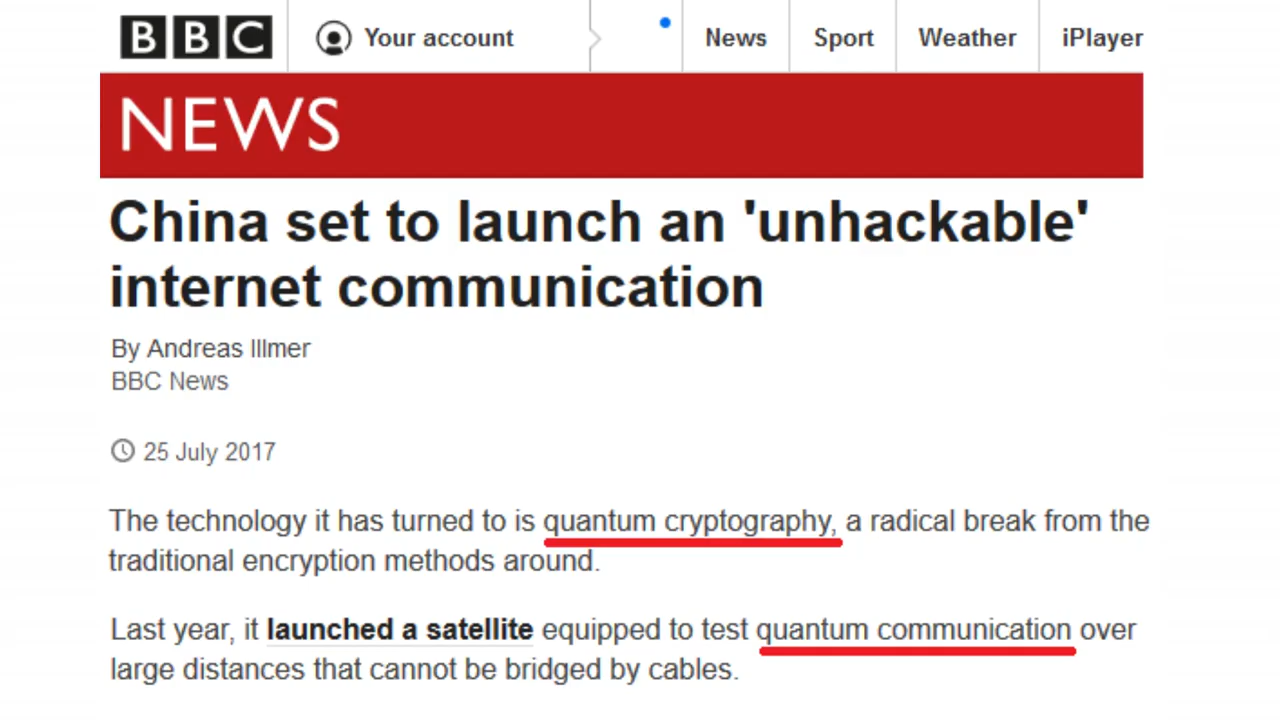 BBC Your account News Sport Weather iPlayer
NEWS
China set to launch an 'unhackable'
internet communication
By Andreas Illmer
BBC News
25 July 2017
The technology it has turned to is quantum cryptography, a radical break from the
traditional encryption methods around.
Last year, it launched a satellite equipped to test quantum communication over
large distances that cannot be bridged by cables.